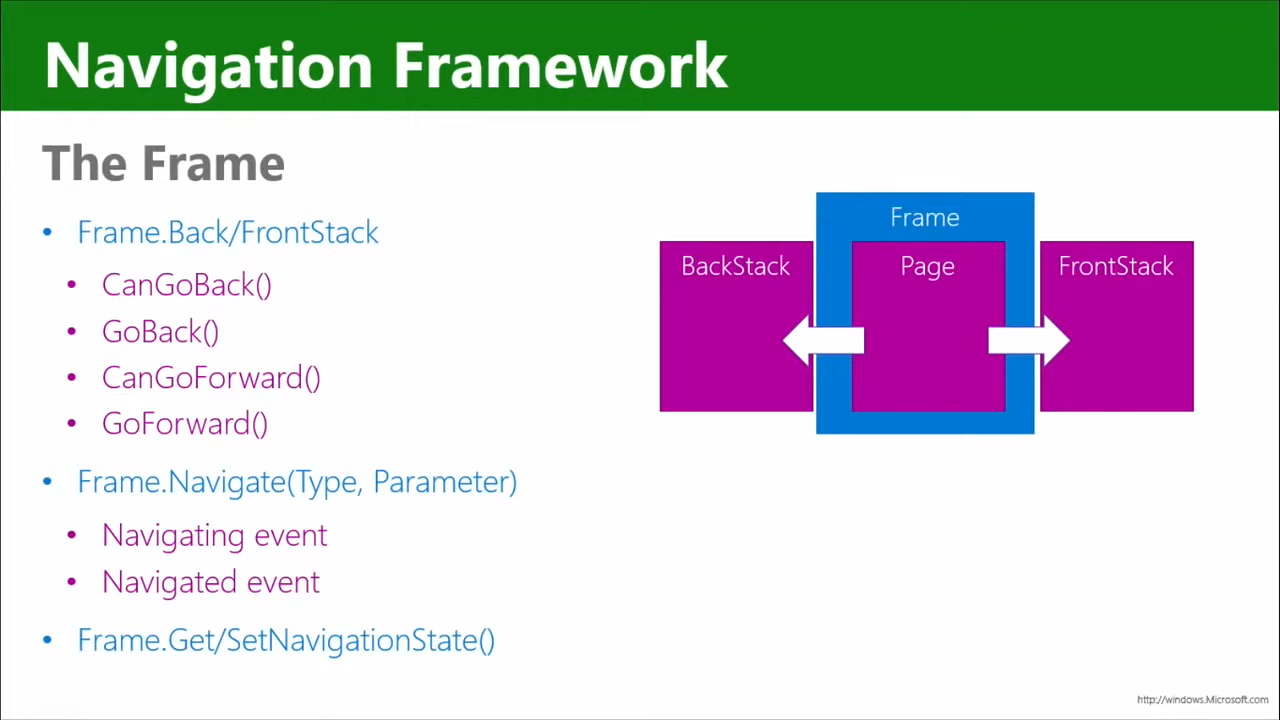 Navigation Framework
The Frame
• Frame.Back/FrontStack
• CanGoBack()
• GoBack()
• CanGoForward()
• GoForward()
• Frame.Navigate(Type, Parameter)
• Navigating event
• Navigated event
• Frame.Get/SetNavigationState()
Frame
BackStack
Page
FrontStack
http://windows.Microsoft.com